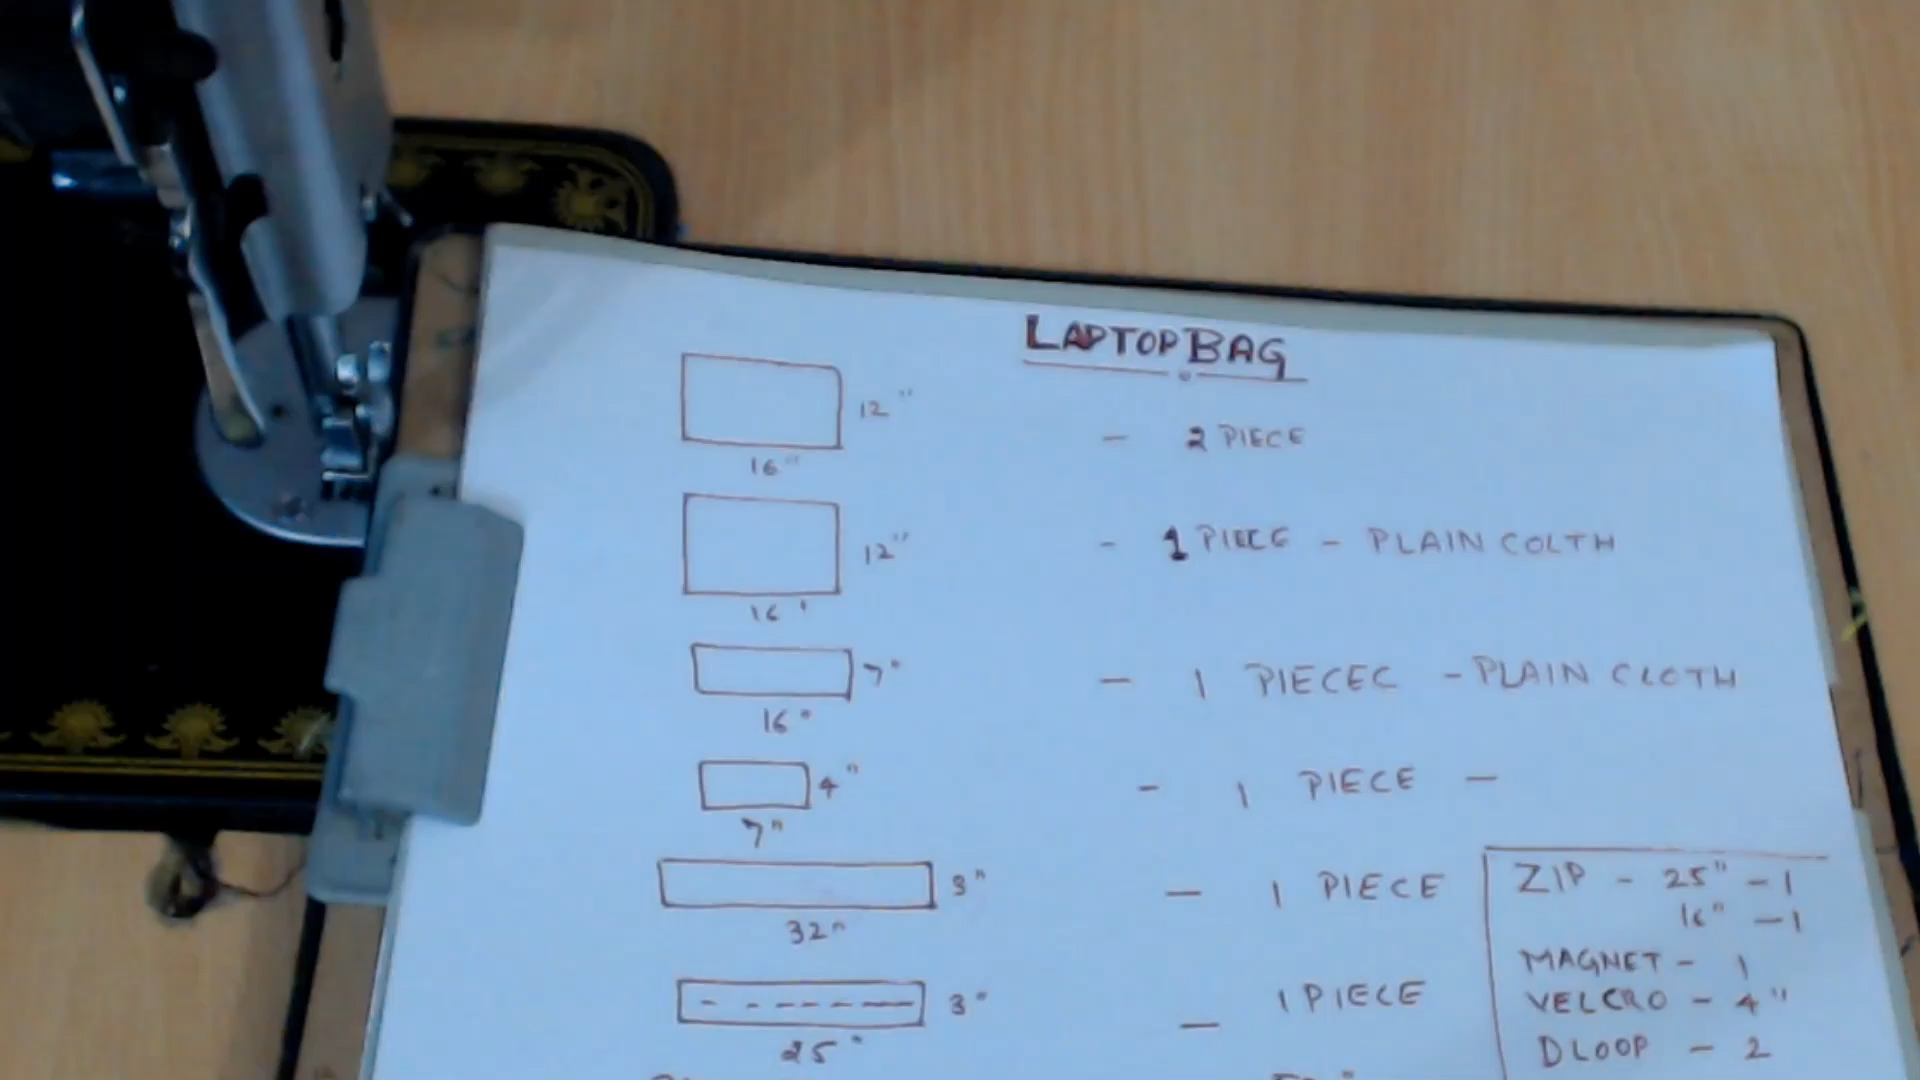 LAPTOP BAG
12"
- 2 PIECE
16"
12"
- 1 PIECE - PLAIN COLTH
16'
7"
- 1 PIECEC - PLAIN CLOTH
16"
4"
- 1 PIECE -
7"
3"
- 1 PIECE
32"
3"
- 1 PIECE
25"
ZIP - 25" - 1
16" - 1
MAGNET - 1
VELCRO - 4"
DLOOP - 2